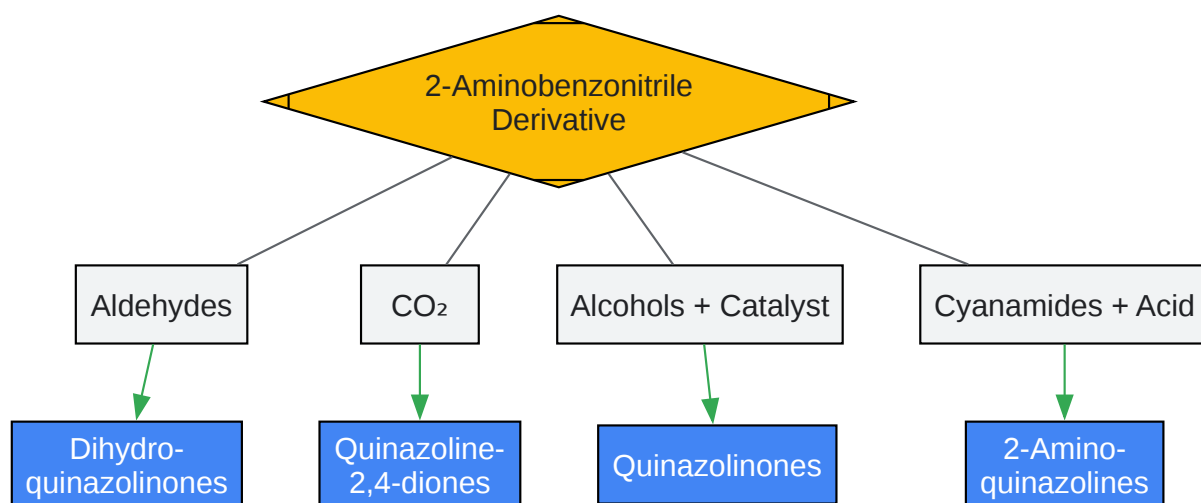 2-Aminobenzonitrile
Derivative
Aldehydes
CO₂
Alcohols + Catalyst
Cyanamides + Acid
Dihydro-
quinazolinones
Quinazoline-
2,4-diones
Quinazolinones
2-Amino-
quinazolines